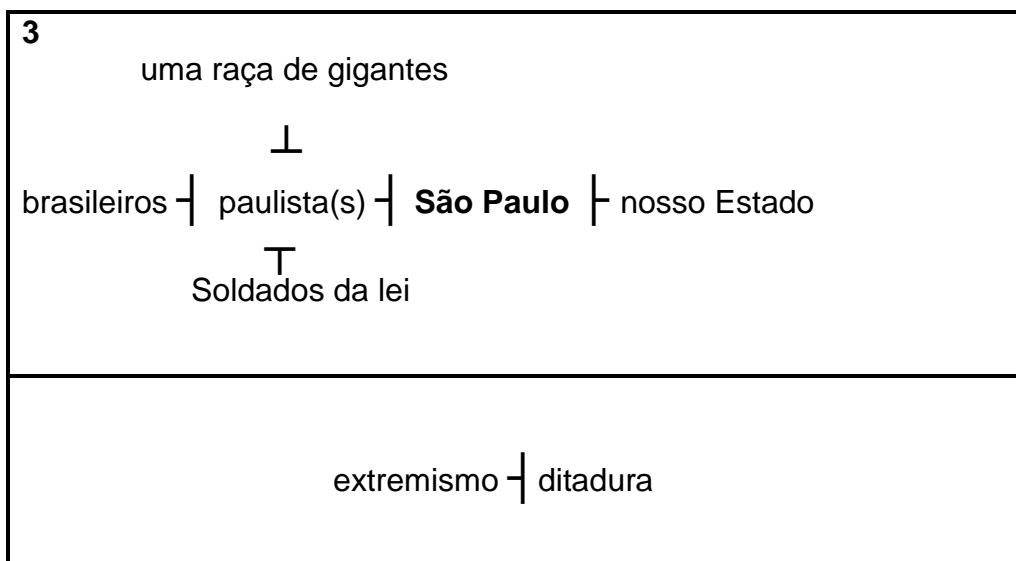 3
uma raça de gigantes
┴
brasileiros ┤ paulista(s) ┤ São Paulo ├ nosso Estado
┬
Soldados da lei
extremismo ┤ ditadura